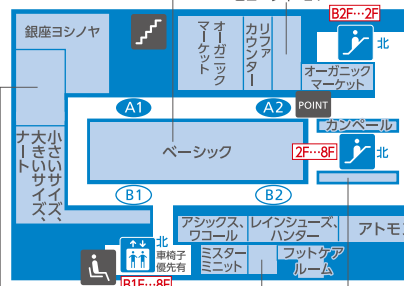 B2F…2F
銀座ヨシノヤ
オーガニック
マーケット
リファ
カウンター
北
オーガニック
マーケット
A1
A2
POINT
カンペール
ベーシック
2F…8F
北
小さいサイズ、
大きいサイズ、
ナート
B1
B2
アシックス、
ワコール
レインシューズ、
ハンター
アトモ
北
車椅子
優先有
ミスター
ミニット
フットケア
ルーム
B1F…8F